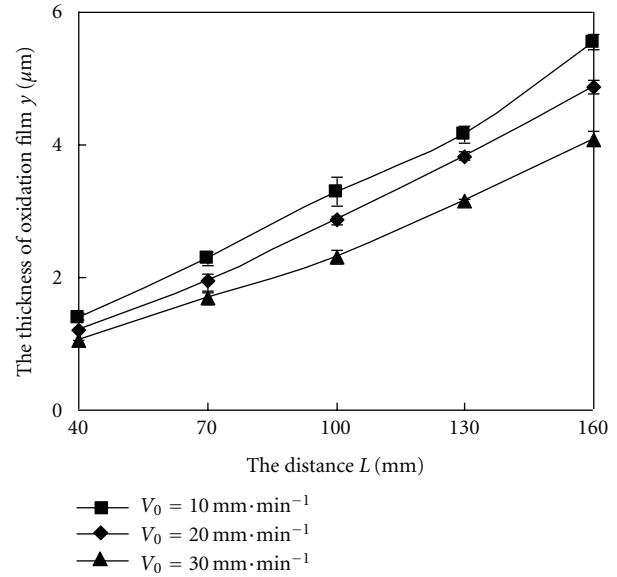 6
4
2
0
40
70
100
130
160
The thickness of oxidation film y (μm)
The distance L (mm)
V₀ = 10 mm·min⁻¹
V₀ = 20 mm·min⁻¹
V₀ = 30 mm·min⁻¹